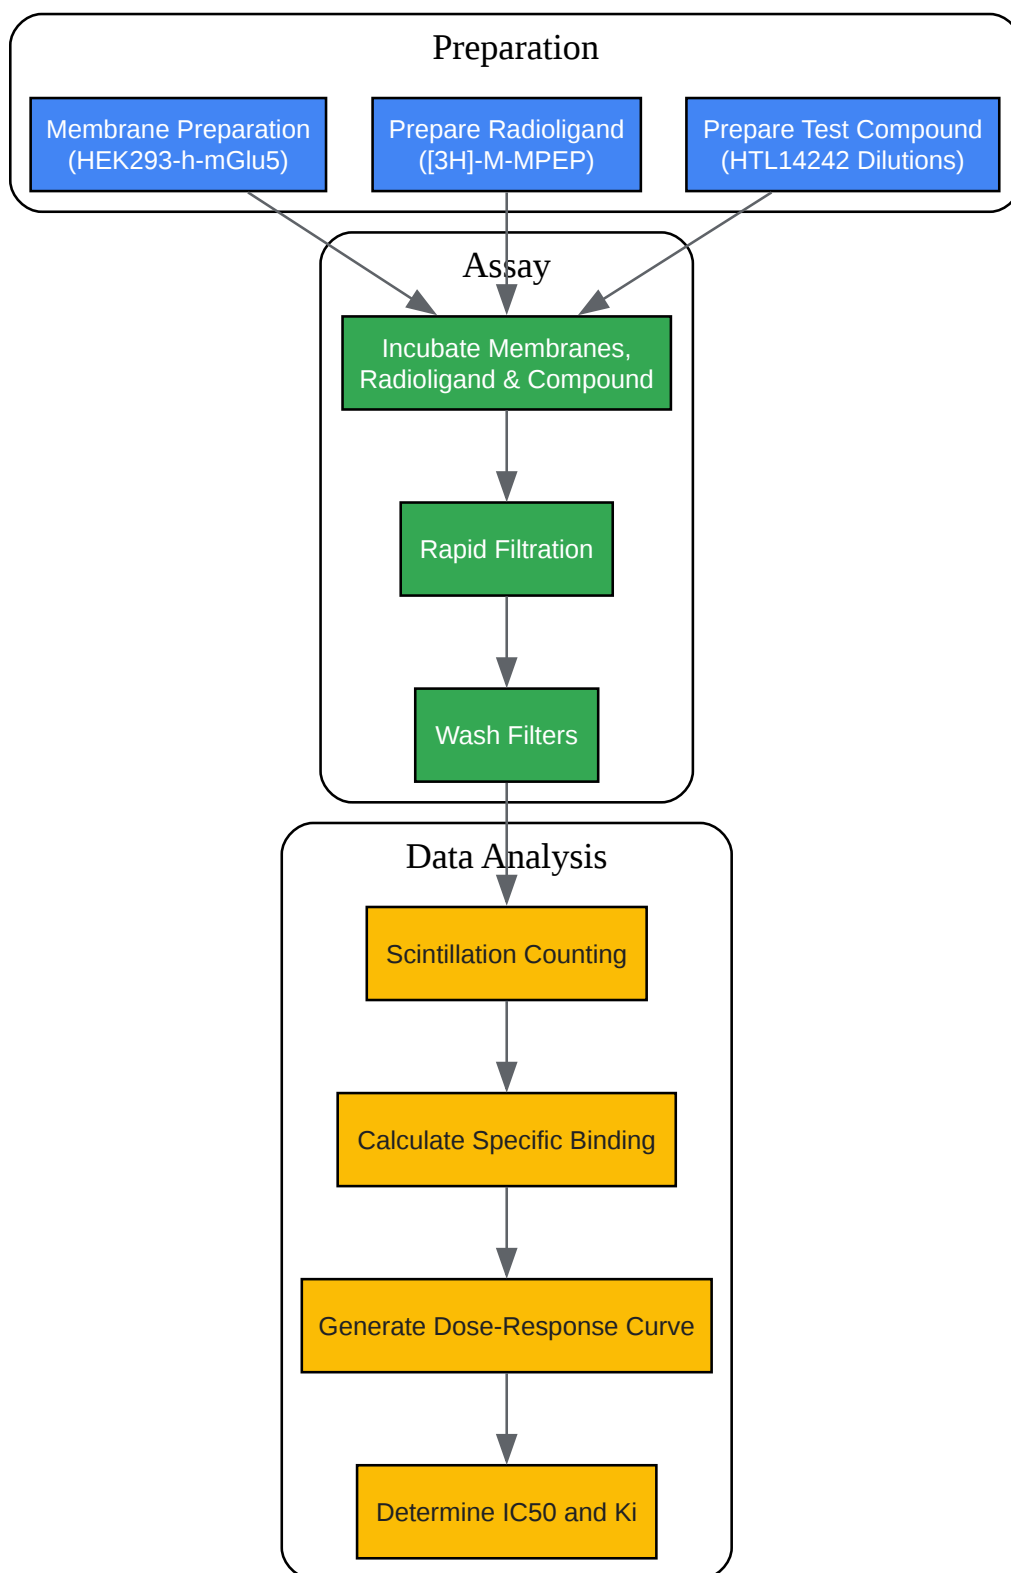 Preparation
Membrane Preparation
(HEK293-h-mGlu5)
Prepare Radioligand
([3H]-M-MPEP)
Prepare Test Compound
(HTL14242 Dilutions)
Assay
Incubate Membranes,
Radioligand & Compound
Rapid Filtration
Wash Filters
Data Analysis
Scintillation Counting
Calculate Specific Binding
Generate Dose-Response Curve
Determine IC50 and Ki